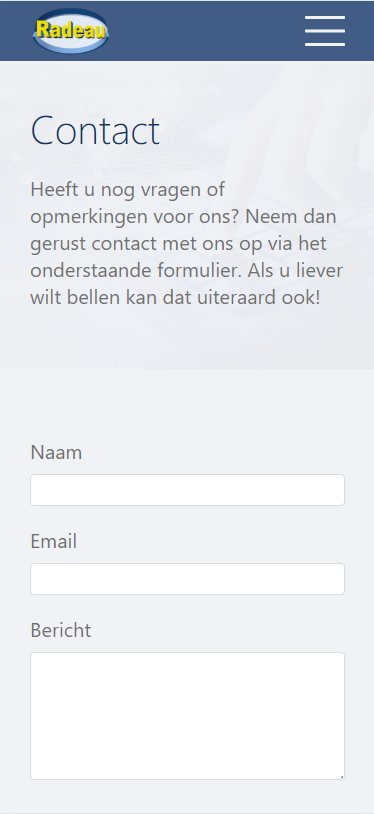 Radeau
Contact
Heeft u nog vragen of
opmerkingen voor ons? Neem dan
gerust contact met ons op via het
onderstaande formulier. Als u liever
wilt bellen kan dat uiteraard ook!
Naam
Email
Bericht